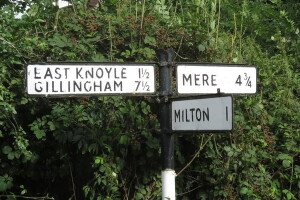 EAST KNOYLE 1½
GILLINGHAM 7½
MERE 4¾
MILTON 1